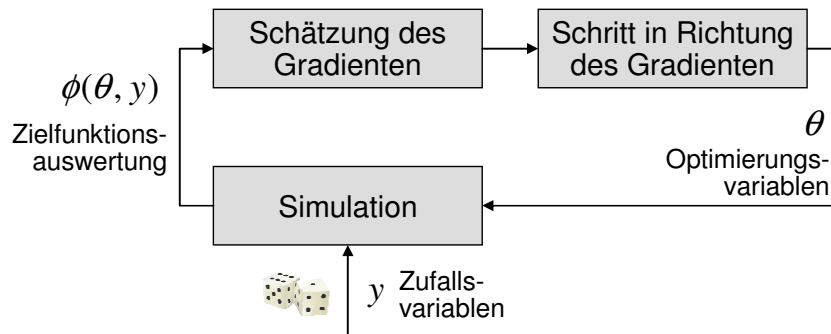 Schätzung des
Gradienten
Schritt in Richtung
des Gradienten
ϕ(θ, y)
Zielfunktions-
auswertung
θ
Optimierungs-
variablen
Simulation
y Zufalls-
variablen